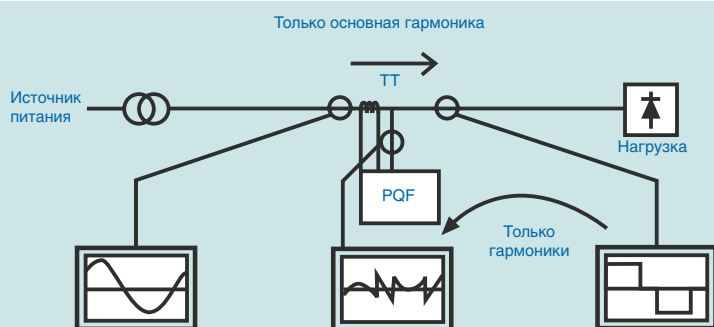 Только основная гармоника
ТТ
Источник
питания
Нагрузка
PQF
Только
гармоники